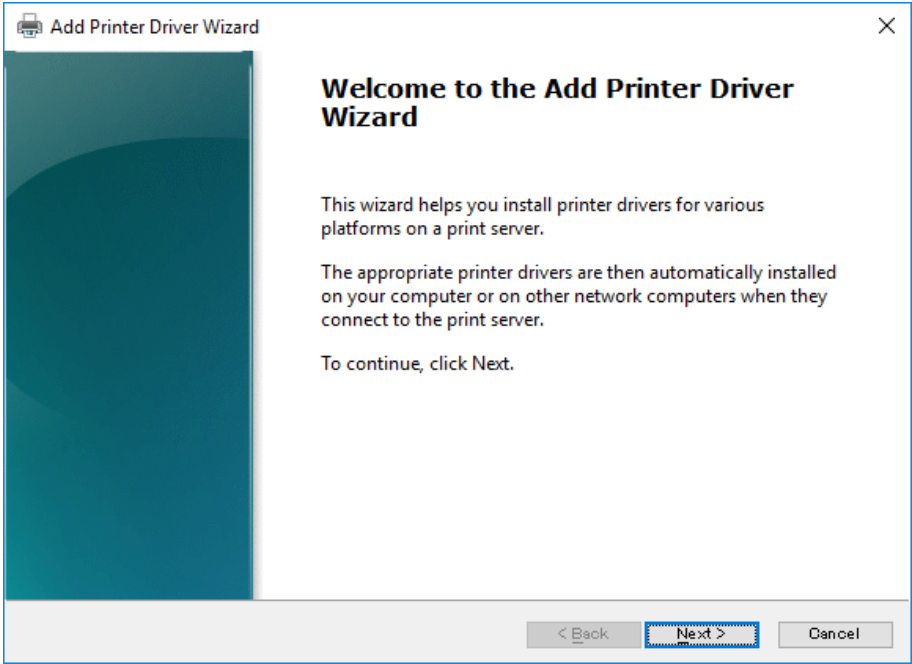 Add Printer Driver Wizard
Welcome to the Add Printer Driver
Wizard
This wizard helps you install printer drivers for various
platforms on a print server.
The appropriate printer drivers are then automatically installed
on your computer or on other network computers when they
connect to the print server.
To continue, click Next.
< Back Next > Cancel